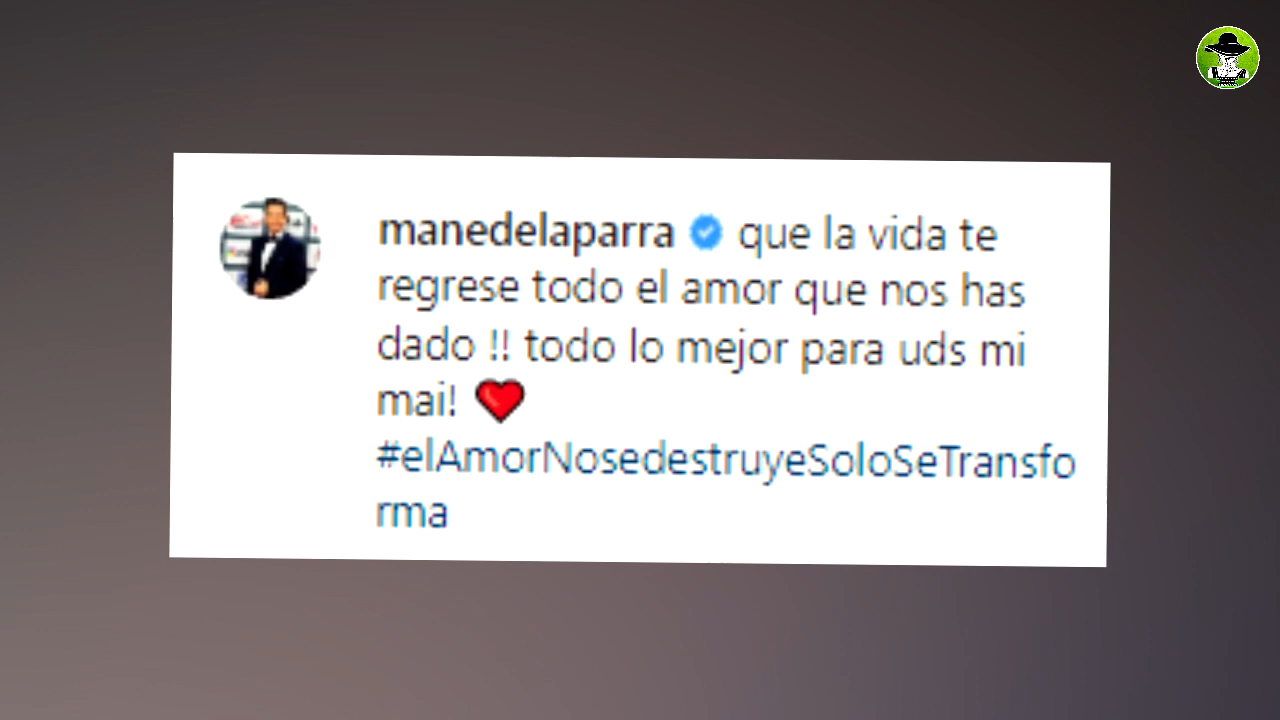 manedelaparra que la vida te
regrese todo el amor que nos has
dado !! todo lo mejor para uds mi
mai! ❤️
#elAmorNosedestruyeSoloSeTransfo
rma